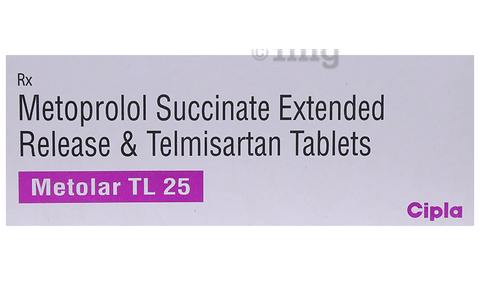 Rx
Metoprolol Succinate Extended
Release & Telmisartan Tablets
Metolar TL 25
Cipla